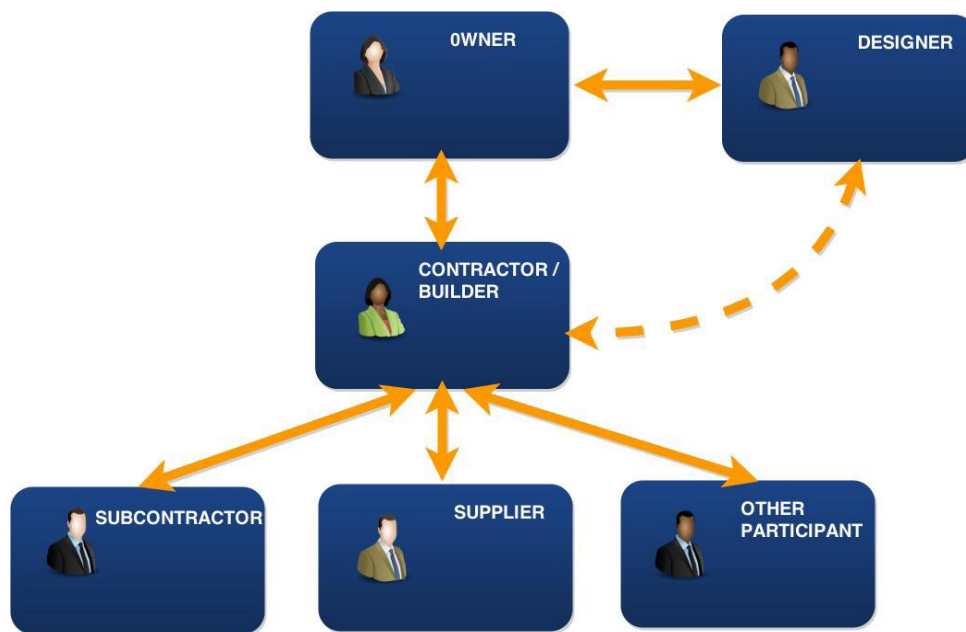 0WNER
DESIGNER
CONTRACTOR /
BUILDER
SUBCONTRACTOR
SUPPLIER
OTHER
PARTICIPANT